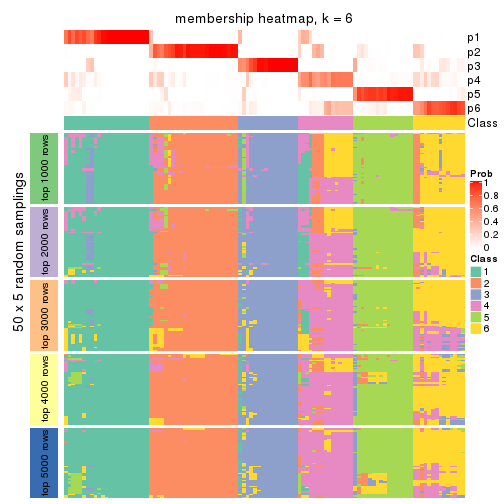 membership heatmap, k = 6
p1
p2
p3
p4
p5
p6
Class
50 x 5 random samplings
top 1000 rows
top 2000 rows
top 3000 rows
top 4000 rows
top 5000 rows
Prob
1
0.8
0.6
0.4
0.2
0
Class
1
2
3
4
5
6